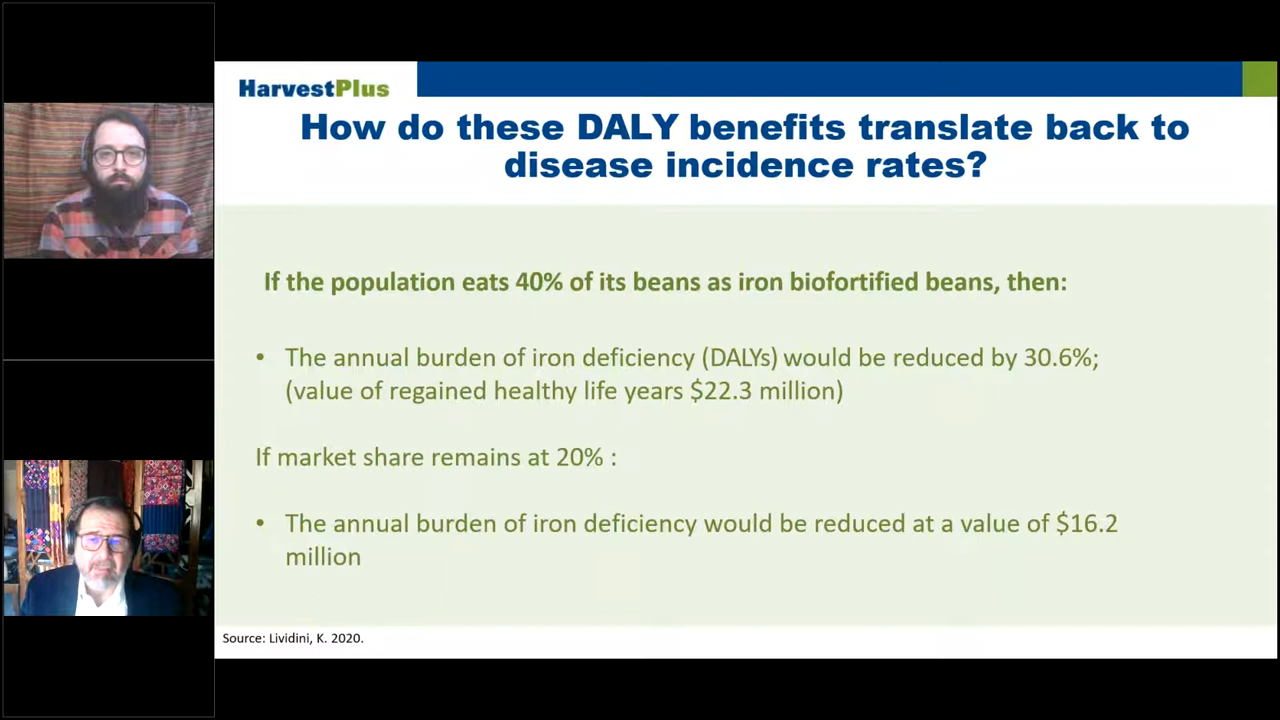 HarvestPlus
How do these DALY benefits translate back to
disease incidence rates?
If the population eats 40% of its beans as iron biofortified beans, then:
• The annual burden of iron deficiency (DALYs) would be reduced by 30.6%;
(value of regained healthy life years $22.3 million)
If market share remains at 20% :
• The annual burden of iron deficiency would be reduced at a value of $16.2
million
Source: Lividini, K. 2020.